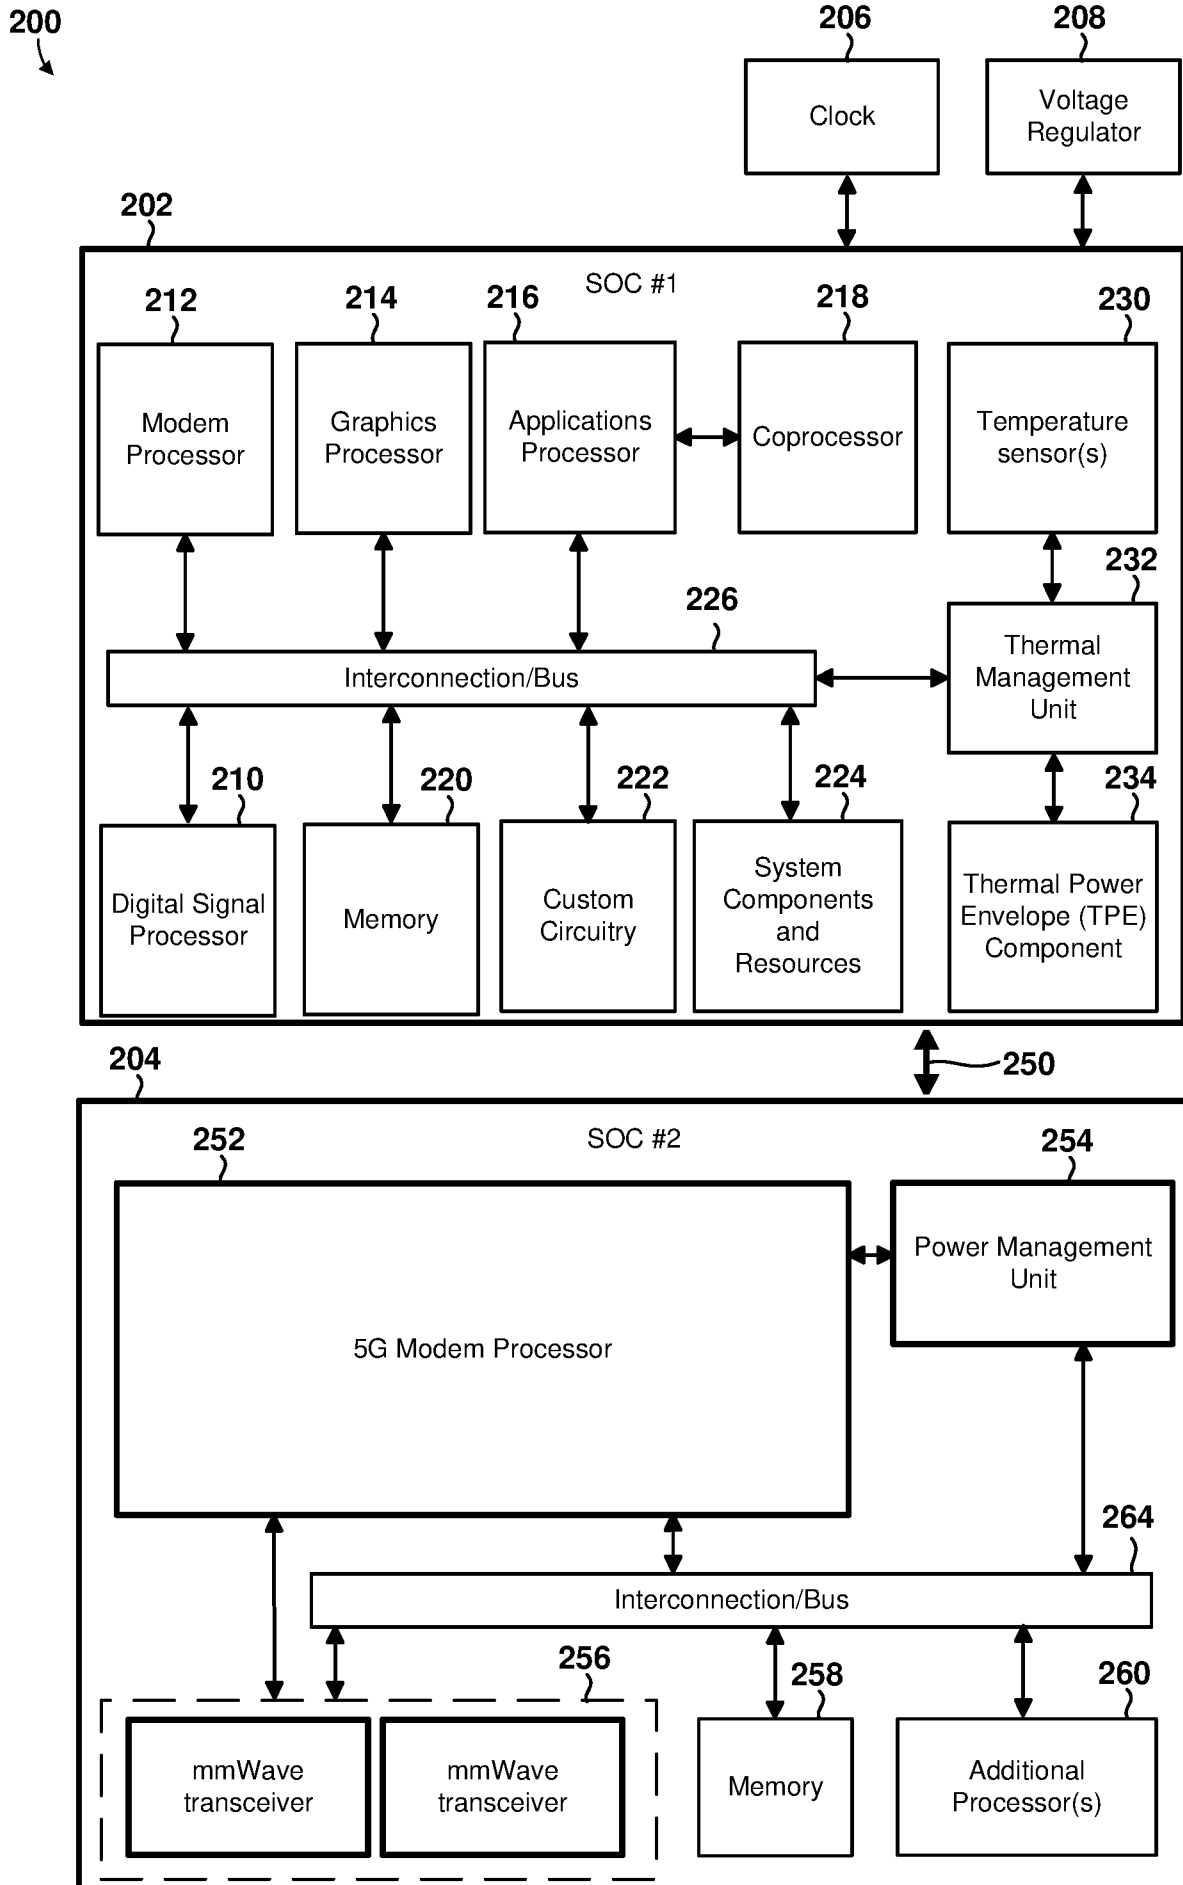 200
206
208
Clock
Voltage
Regulator
202
SOC #1
212
214
216
218
230
Modem
Processor
Graphics
Processor
Applications
Processor
Coprocessor
Temperature
sensor(s)
226
232
Interconnection/Bus
Thermal
Management
Unit
210
220
222
224
234
Digital Signal
Processor
Memory
Custom
Circuitry
System
Components
and
Resources
Thermal Power
Envelope (TPE)
Component
204
250
SOC #2
252
254
5G Modem Processor
Power Management
Unit
264
Interconnection/Bus
256
258
260
mmWave
transceiver
mmWave
transceiver
Memory
Additional
Processor(s)